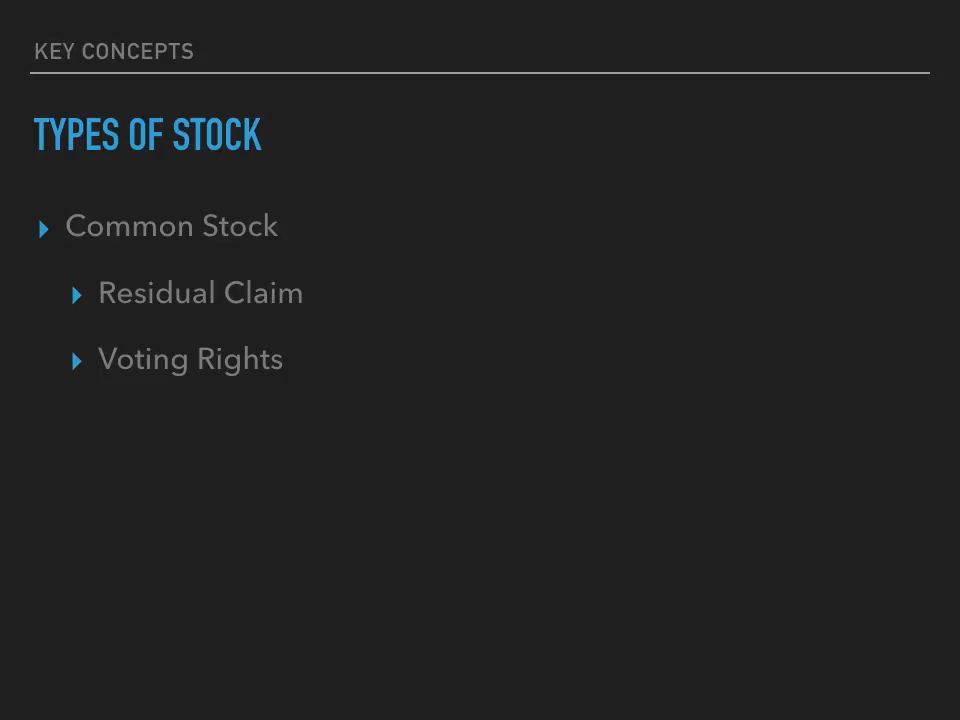 KEY CONCEPTS
TYPES OF STOCK
Common Stock
Residual Claim
Voting Rights